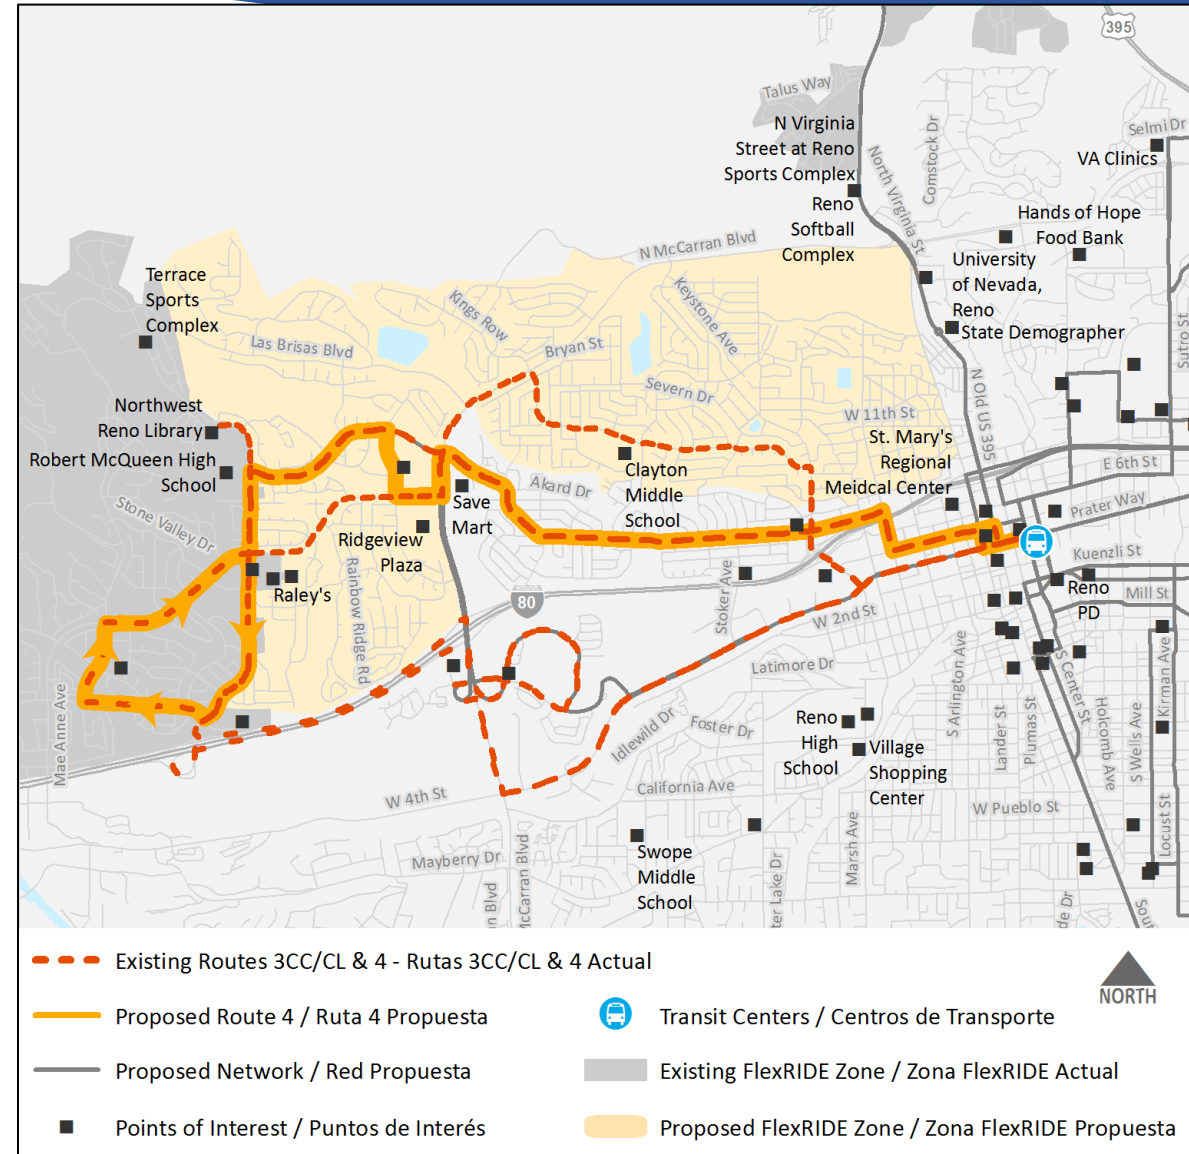 395
Talus Way
N Virginia
Street at Reno
Sports Complex
Reno
Softball
Complex
North Virginia St
Comstock Dr
Selmi Dr
VA Clinics
Hands of Hope
Food Bank
University
of Nevada,
Reno
State Demographer
N McCarran Blvd
Terrace
Sports
Complex
Kings Row
Keystone Ave
Las Brisas Blvd
Bryan St
Severn Dr
Sutro St
N Old US 395
W 11th St
Northwest
Reno Library
Robert McQueen High
School
St. Mary's
Regional
Meidcal Center
E 6th St
Clayton
Middle
School
Akard Dr
Save
Mart
Prater Way
Stone Valley Dr
Ridgeview
Plaza
Kuenzli St
Raley's
Rainbow Ridge Rd
80
Stoker Ave
Reno
PD
Mill St
W 2nd St
Latimore Dr
S Arlington Ave
S Center St
Kirman Ave
Mae Anne Ave
Idlewild Dr
Foster Dr
Reno
High
School
Village
Shopping
Center
Lander St
Plumas St
Holcomb Ave
S Wells Ave
W 4th St
California Ave
W Pueblo St
Locust St
Mayberry Dr
McCarran Blvd
Marsh Ave
Swope
Middle
School
an Blvd
ter Lake Dr
de Dr
Sout
Existing Routes 3CC/CL & 4 - Rutas 3CC/CL & 4 Actual
NORTH
Proposed Route 4 / Ruta 4 Propuesta
Transit Centers / Centros de Transporte
Proposed Network / Red Propuesta
Existing FlexRIDE Zone / Zona FlexRIDE Actual
Points of Interest / Puntos de Interés
Proposed FlexRIDE Zone / Zona FlexRIDE Propuesta